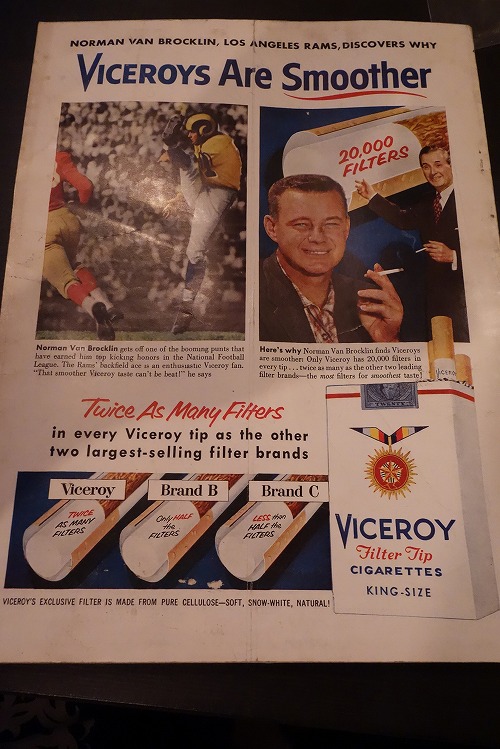 NORMAN VAN BROCKLIN, LOS ANGELES RAMS, DISCOVERS WHY
VICEROYS Are Smoother
20,000
FILTERS
Norman Van Brocklin gets off one of the booming punts that
have earned him top kicking honors in the National Football
League. The Rams' backfield ace is an enthusiastic Viceroy fan.
"That smoother Viceroy taste can't be beat!" he says
Here's why Norman Van Brocklin finds Viceroys
are smoother: Only Viceroy has 20,000 filters in
every tip... twice as many as the other two leading
filter brands—the most filters for smoothest taste!
VICEROY
Twice As Many Filters
in every Viceroy tip as the other
two largest-selling filter brands
Viceroy
Brand B
Brand C
TWICE
AS MANY
FILTERS
Only HALF
the
FILTERS
LESS than
HALF the
FILTERS
VICEROY
Filter Tip
CIGARETTES
KING-SIZE
VICEROY'S EXCLUSIVE FILTER IS MADE FROM PURE CELLULOSE—SOFT, SNOW-WHITE, NATURAL!